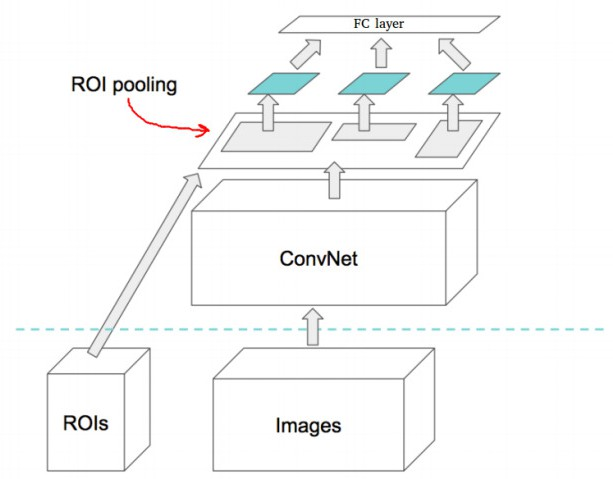 FC layer
ROI pooling
ConvNet
ROIs
Images